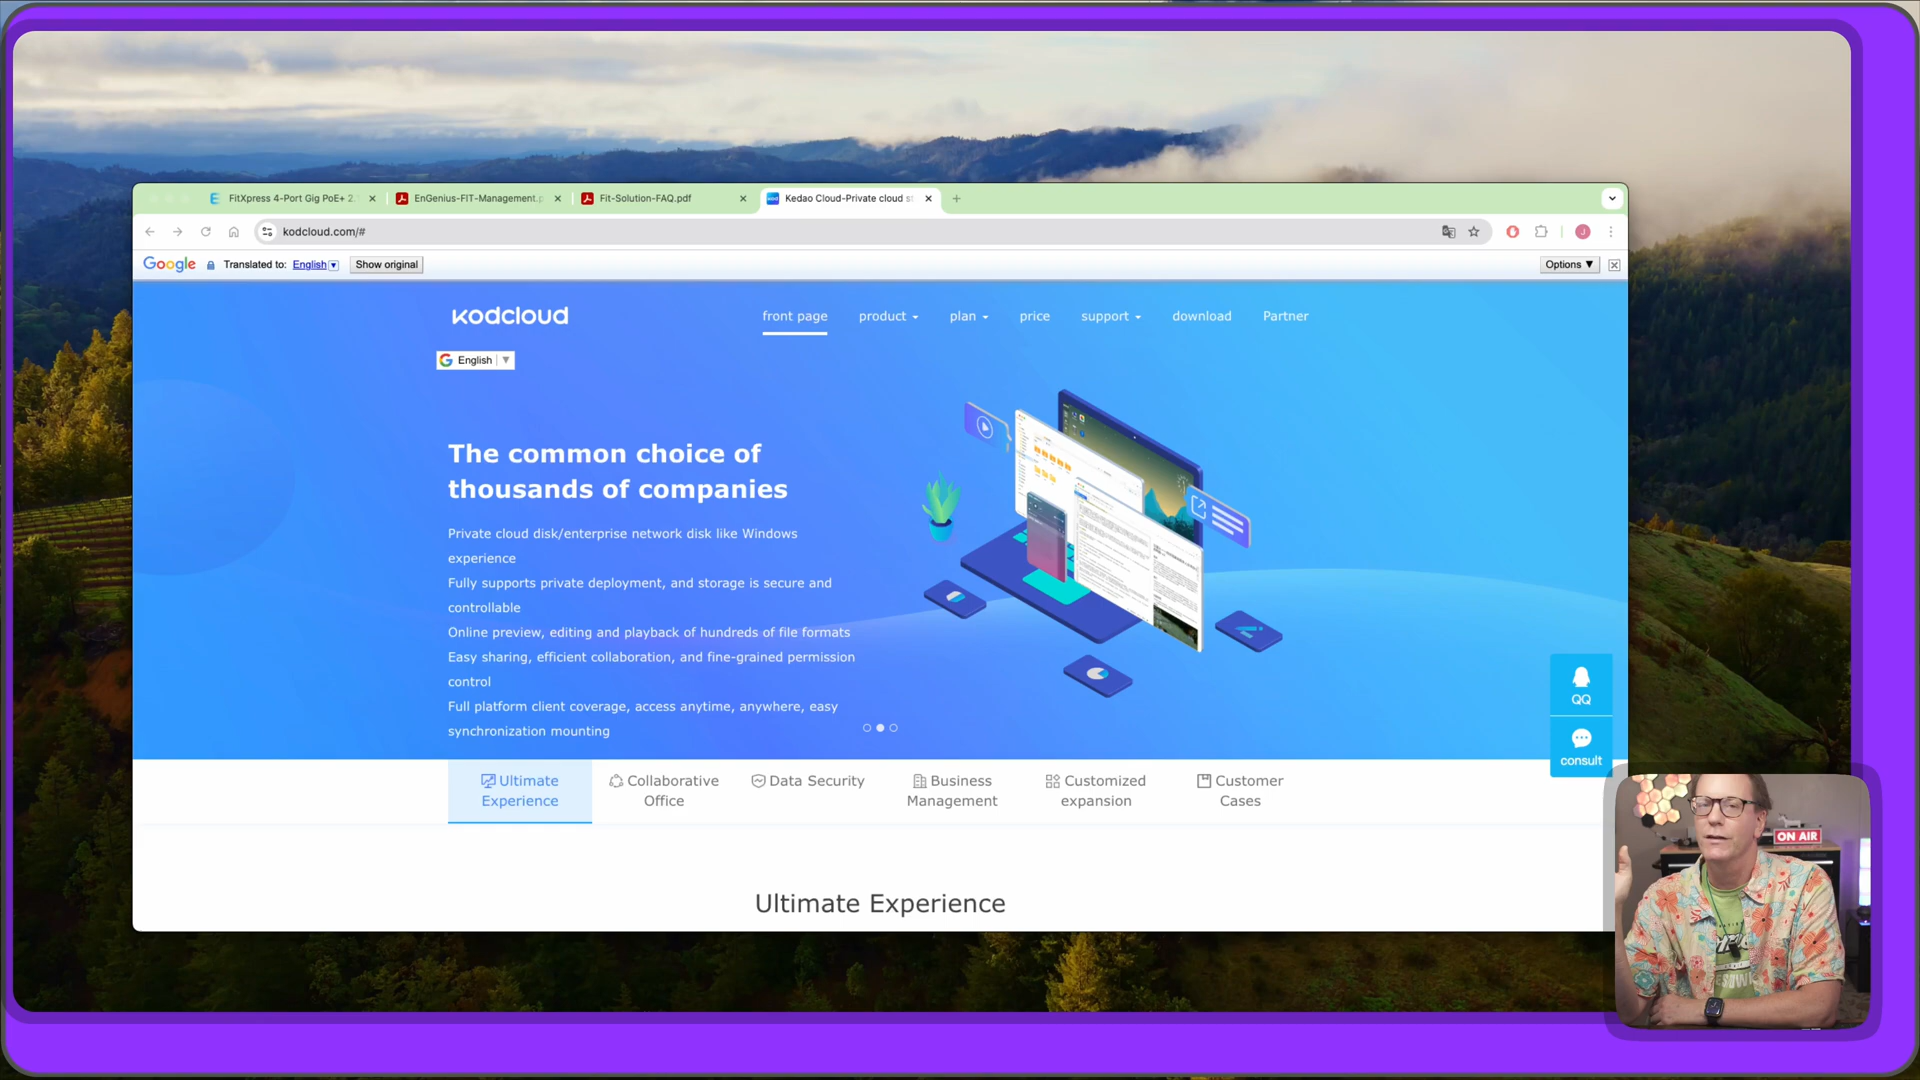 FitXpress 4-Port Gig PoE+ 2.
EnGenius-FIT-Management.p
Fit-Solution-FAQ.pdf
Kedao Cloud-Private cloud st
kodcloud.com/#
J
Google
Translated to: English
Show original
Options
kodcloud
front page
product
plan
price
support
download
Partner
English
The common choice of
thousands of companies
Private cloud disk/enterprise network disk like Windows
experience
Fully supports private deployment, and storage is secure and
controllable
Online preview, editing and playback of hundreds of file formats
Easy sharing, efficient collaboration, and fine-grained permission
control
Full platform client coverage, access anytime, anywhere, easy
synchronization mounting
QQ
consult
Ultimate
Experience
Collaborative
Office
Data Security
Business
Management
Customized
expansion
Customer
Cases
Ultimate Experience
ON AIR